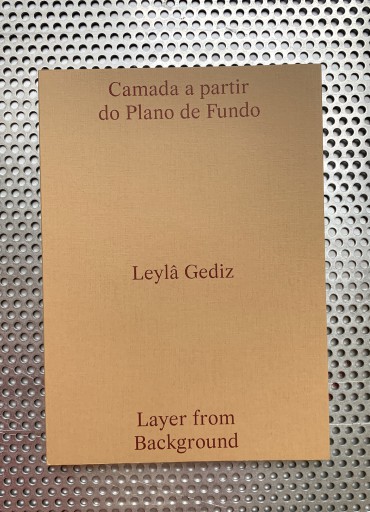 Camada a partir
do Plano de Fundo
Leylâ Gediz
Layer from
Background